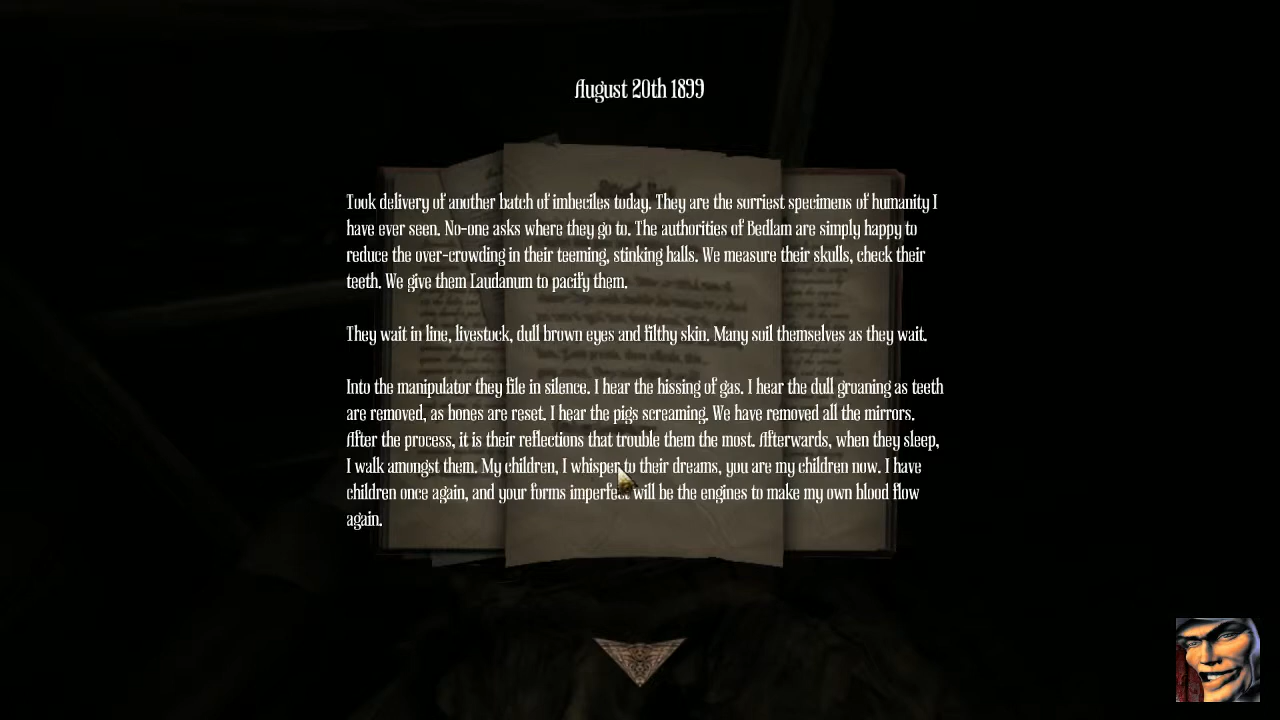 August 20th 1899
Took delivery of another batch of imbeciles today. They are the sorriest specimens of humanity I
have ever seen. No-one asks where they go to. The authorities of Bedlam are simply happy to
reduce the over-crowding in their teeming, stinking halls. We measure their skulls, check their
teeth. We give them Laudanum to pacify them.
They wait in line, livestock, dull brown eyes and filthy skin. Many soil themselves as they wait.
Into the manipulator they file in silence. I hear the hissing of gas. I hear the dull groaning as teeth
are removed, as bones are reset. I hear the pigs screaming. We have removed all the mirrors.
After the process, it is their reflections that trouble them the most. Afterwards, when they sleep,
I walk amongst them. My children, I whisper to their dreams, you are my children now. I have
children once again, and your forms imperfect will be the engines to make my own blood flow
again.